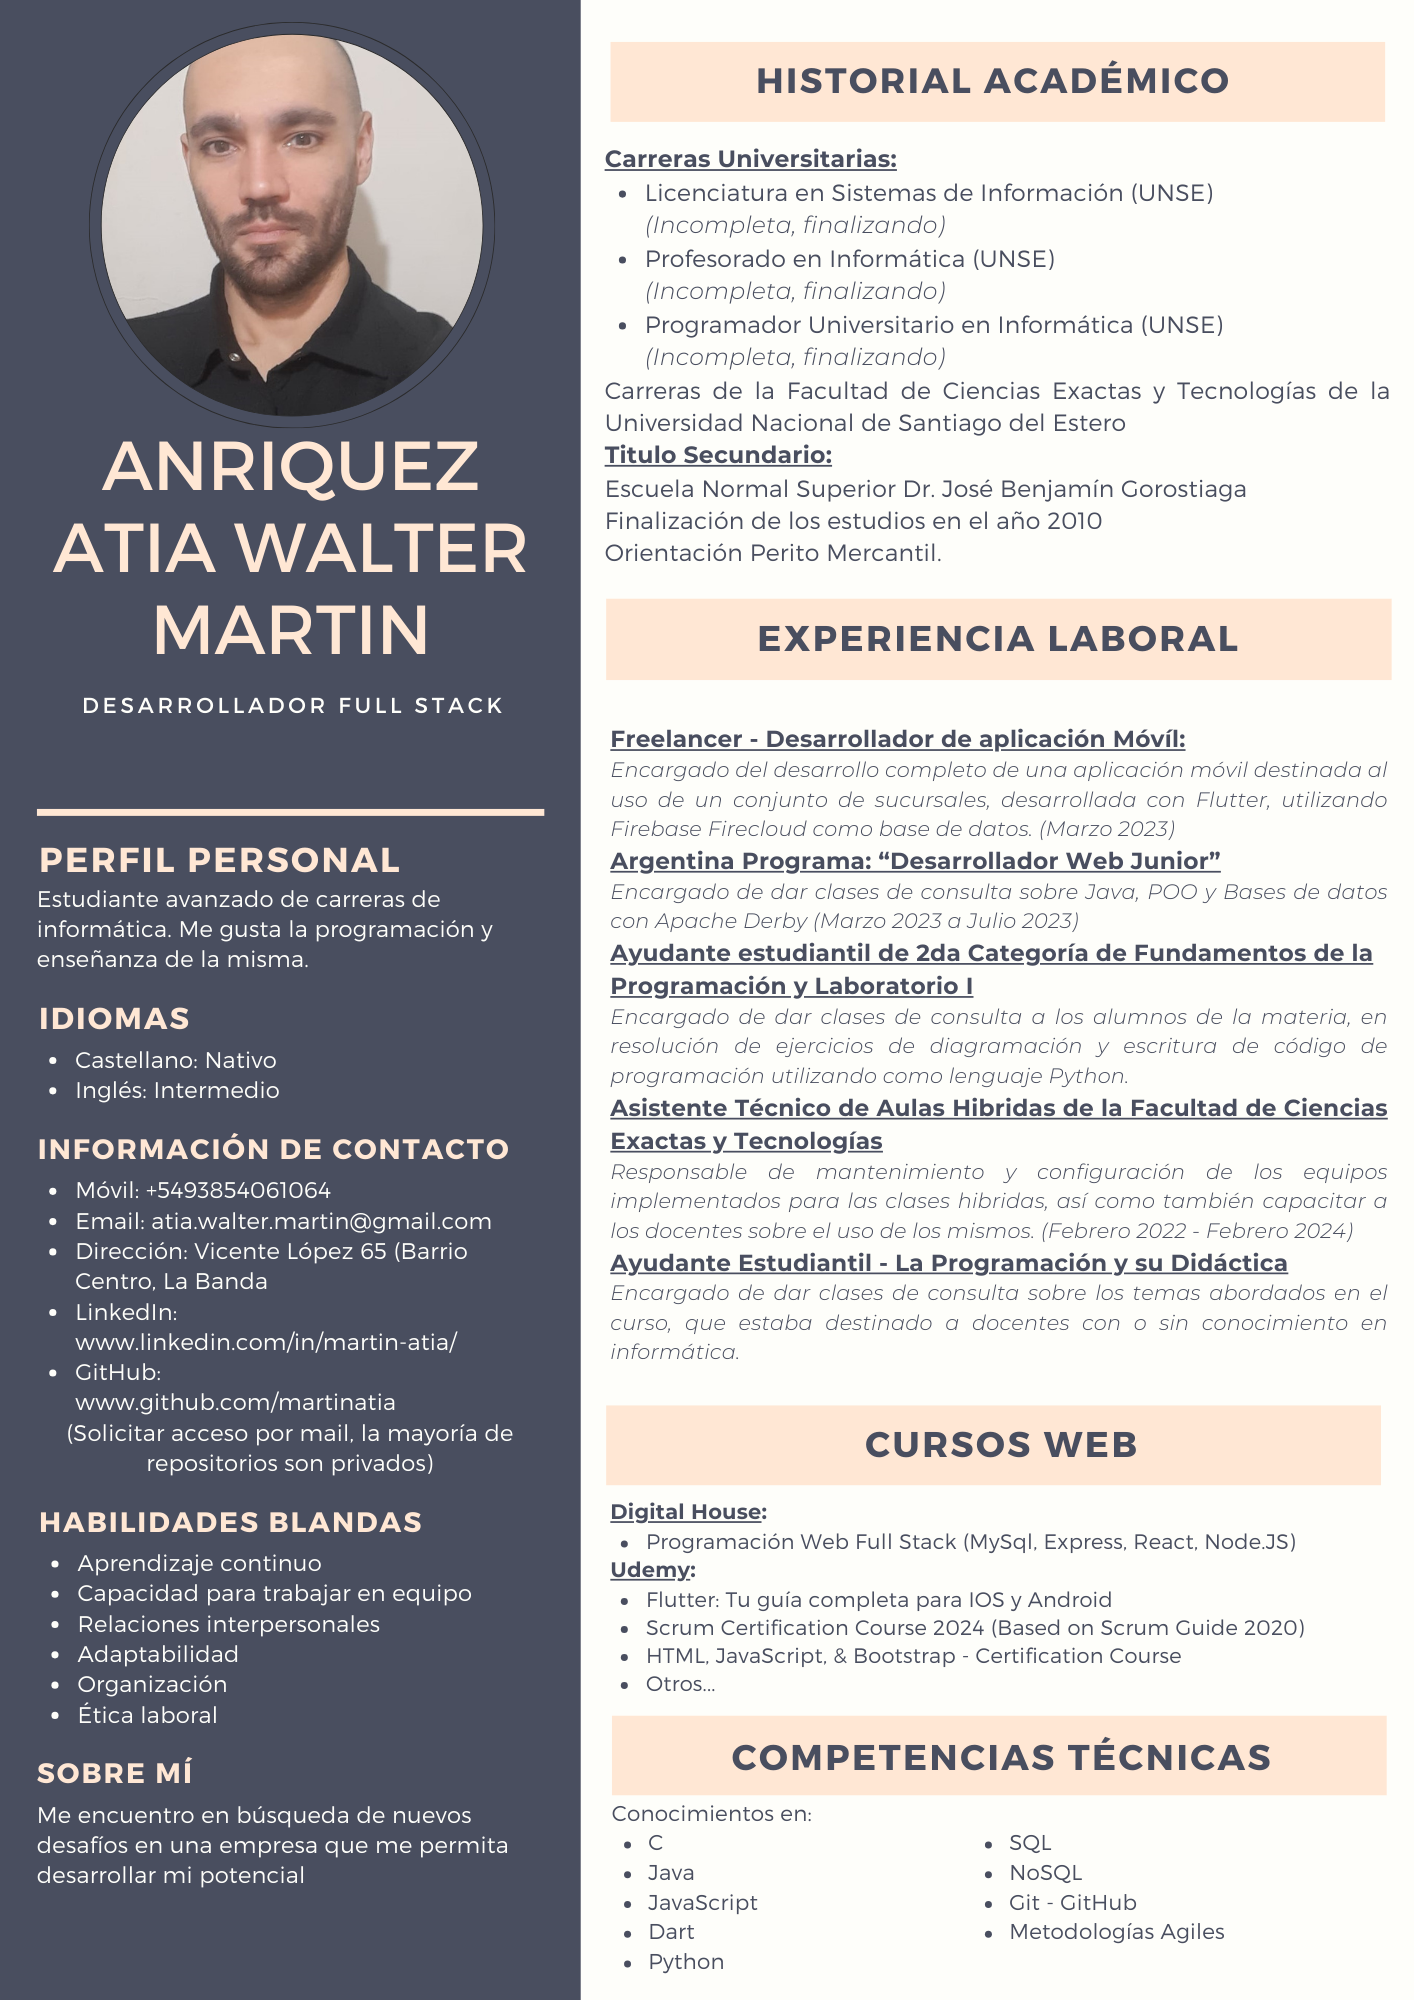 ANRIQUEZ
ATIA WALTER
MARTIN
DESARROLLADOR FULL STACK
PERFIL PERSONAL
Estudiante avanzado de carreras de
informática. Me gusta la programación y
enseñanza de la misma.
IDIOMAS
• Castellano: Nativo
• Inglés: Intermedio
INFORMACIÓN DE CONTACTO
• Móvil: +5493854061064
• Email: atia.walter.martin@gmail.com
• Dirección: Vicente López 65 (Barrio
Centro, La Banda
• LinkedIn:
www.linkedin.com/in/martin-atia/
• GitHub:
www.github.com/martinatia
(Solicitar acceso por mail, la mayoría de
repositorios son privados)
HABILIDADES BLANDAS
• Aprendizaje continuo
• Capacidad para trabajar en equipo
• Relaciones interpersonales
• Adaptabilidad
• Organización
• Ética laboral
SOBRE MÍ
Me encuentro en búsqueda de nuevos
desafíos en una empresa que me permita
desarrollar mi potencial
HISTORIAL ACADÉMICO
Carreras Universitarias:
• Licenciatura en Sistemas de Información (UNSE)
(Incompleta, finalizando)
• Profesorado en Informática (UNSE)
(Incompleta, finalizando)
• Programador Universitario en Informática (UNSE)
(Incompleta, finalizando)
Carreras de la Facultad de Ciencias Exactas y Tecnologías de la
Universidad Nacional de Santiago del Estero
Titulo Secundario:
Escuela Normal Superior Dr. José Benjamín Gorostiaga
Finalización de los estudios en el año 2010
Orientación Perito Mercantil.
EXPERIENCIA LABORAL
Freelancer - Desarrollador de aplicación Móvíl:
Encargado del desarrollo completo de una aplicación móvil destinada al
uso de un conjunto de sucursales, desarrollada con Flutter, utilizando
Firebase Firecloud como base de datos. (Marzo 2023)
Argentina Programa: “Desarrollador Web Junior”
Encargado de dar clases de consulta sobre Java, POO y Bases de datos
con Apache Derby (Marzo 2023 a Julio 2023)
Ayudante estudiantil de 2da Categoría de Fundamentos de la
Programación y Laboratorio I
Encargado de dar clases de consulta a los alumnos de la materia, en
resolución de ejercicios de diagramación y escritura de código de
programación utilizando como lenguaje Python.
Asistente Técnico de Aulas Hibridas de la Facultad de Ciencias
Exactas y Tecnologías
Responsable de mantenimiento y configuración de los equipos
implementados para las clases hibridas, así como también capacitar a
los docentes sobre el uso de los mismos. (Febrero 2022 - Febrero 2024)
Ayudante Estudiantil - La Programación y su Didáctica
Encargado de dar clases de consulta sobre los temas abordados en el
curso, que estaba destinado a docentes con o sin conocimiento en
informática.
CURSOS WEB
Digital House:
• Programación Web Full Stack (MySql, Express, React, Node.JS)
Udemy:
• Flutter: Tu guía completa para IOS y Android
• Scrum Certification Course 2024 (Based on Scrum Guide 2020)
• HTML, JavaScript, & Bootstrap - Certification Course
• Otros...
COMPETENCIAS TÉCNICAS
Conocimientos en:
• C
• Java
• JavaScript
• Dart
• Python
• SQL
• NoSQL
• Git - GitHub
• Metodologías Agiles